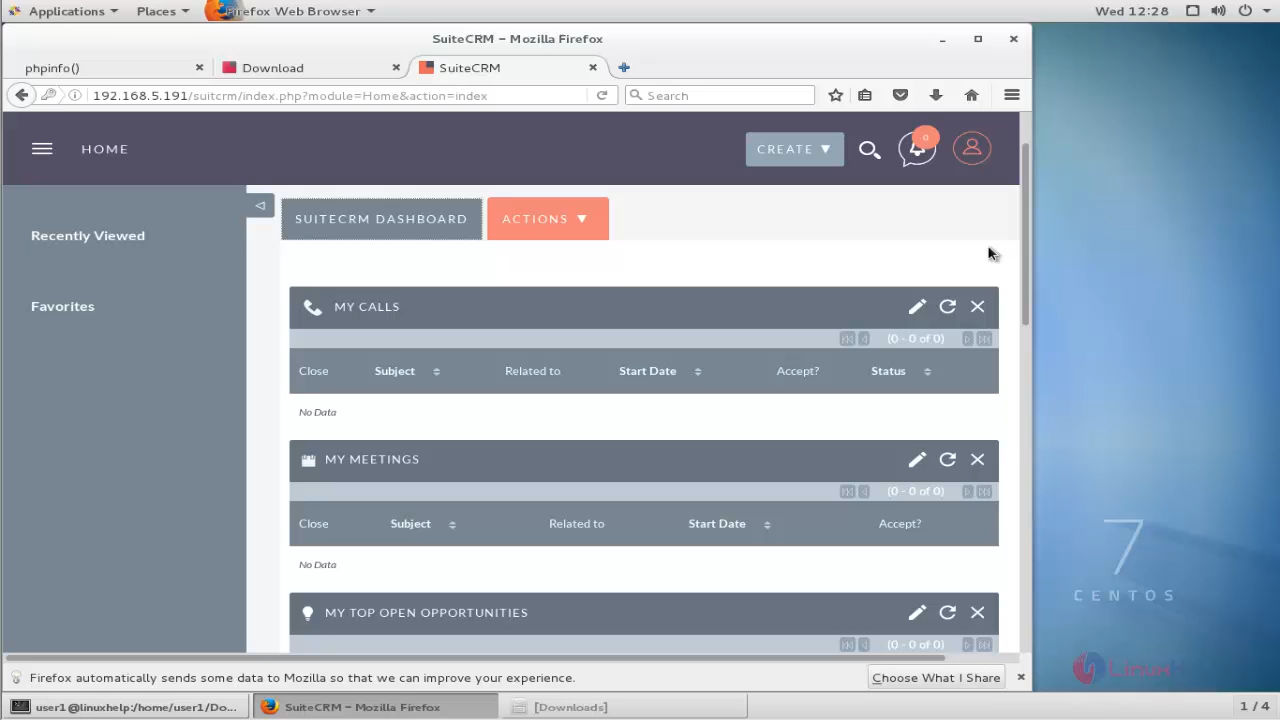 Applications Places Firefox Web Browser Wed 12:28
SuiteCRM – Mozilla Firefox
phpinfo() Download SuiteCRM
192.168.5.191/suitcrm/index.php?module=Home&action=index Search
HOME CREATE ▼ 0
SUITECRM DASHBOARD ACTIONS ▼
Recently Viewed
Favorites
MY CALLS
(0 - 0 of 0)
Close Subject Related to Start Date Accept? Status
No Data
MY MEETINGS
(0 - 0 of 0)
Close Subject Related to Start Date Accept?
No Data
MY TOP OPEN OPPORTUNITIES
(0 - 0 of 0)
7
CENTOS
Firefox automatically sends some data to Mozilla so that we can improve your experience. Choose What I Share
user1@linuxhelp:/home/user1/Do... SuiteCRM – Mozilla Firefox [Downloads] 1 / 4